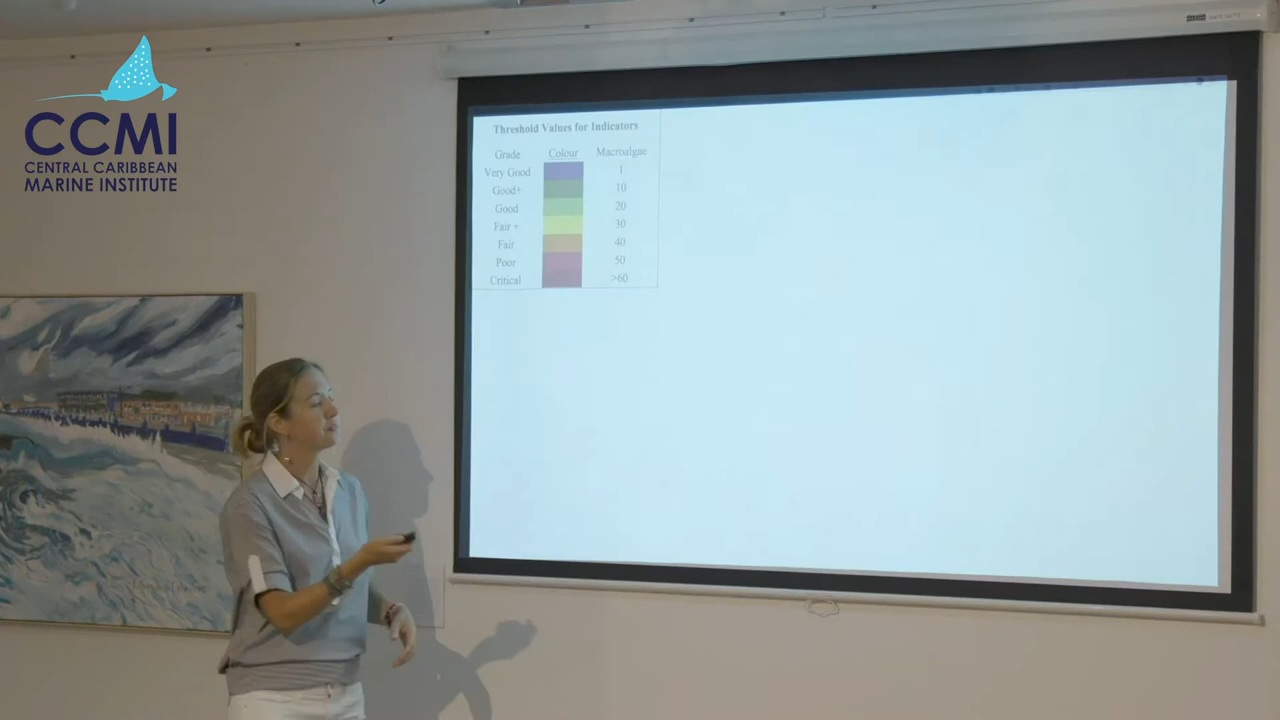 CCMI
CENTRAL CARIBBEAN
MARINE INSTITUTE
Threshold Values for Indicators
Grade Colour Macroalgae
Very Good 1
Good+ 10
Good 20
Fair + 30
Fair 40
Poor 50
Critical >60